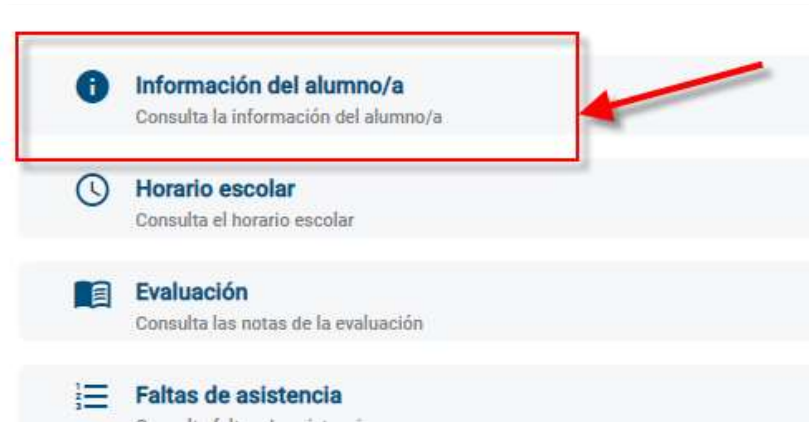 Información del alumno/a
Consulta la información del alumno/a
Horario escolar
Consulta el horario escolar
Evaluación
Consulta las notas de la evaluación
Faltas de asistencia